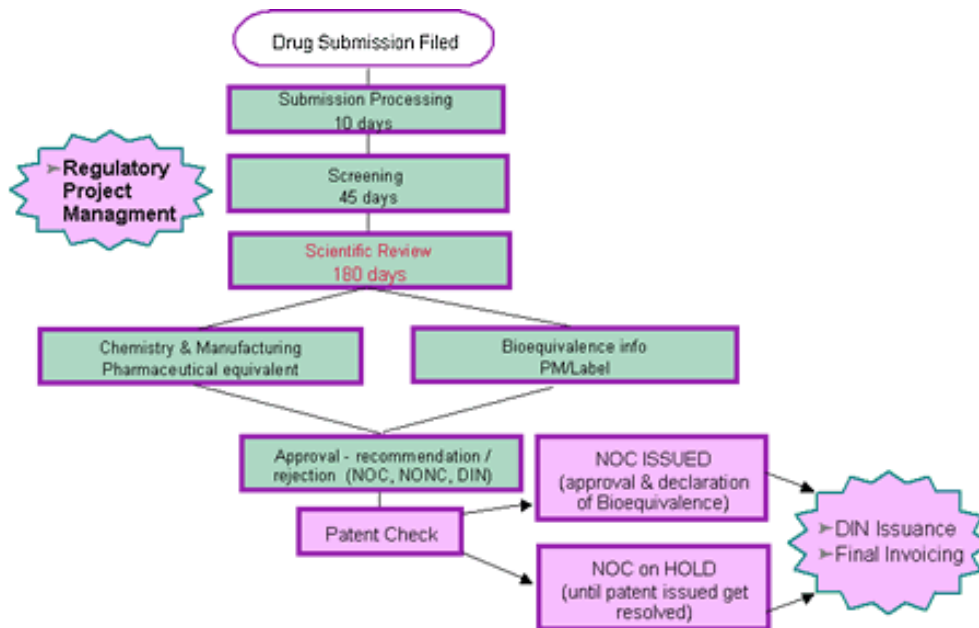 Drug Submission Filed
Submission Processing
10 days
➢ Regulatory
Project
Managment
Screening
45 days
Scientific Review
180 days
Chemistry & Manufacturing
Pharmaceutical equivalent
Bioequivalence info
PM/Label
Approval - recommendation /
rejection (NOC, NONC, DIN)
Patent Check
NOC ISSUED
(approval & declaration
of Bioequivalence)
NOC on HOLD
(until patent issued get
resolved)
➢ DIN Issuance
➢ Final Invoicing